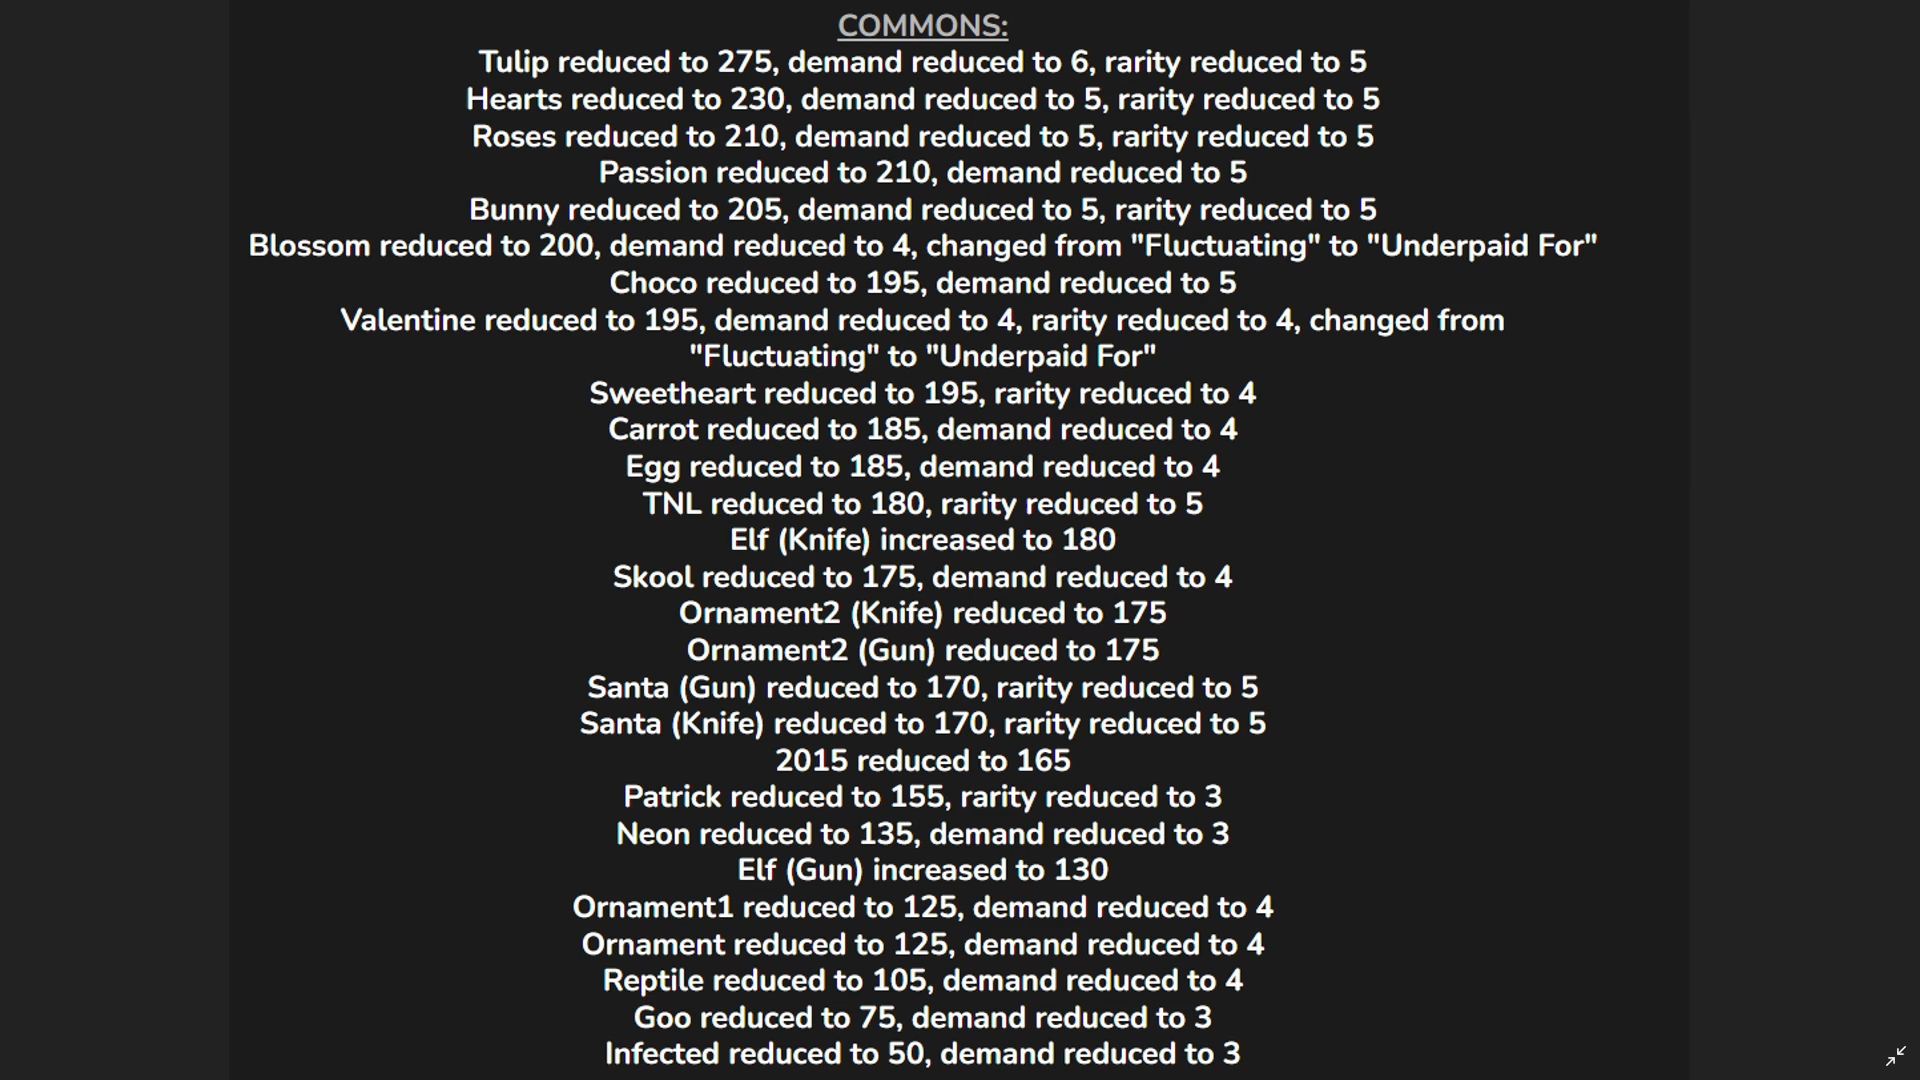 COMMONS:
Tulip reduced to 275, demand reduced to 6, rarity reduced to 5
Hearts reduced to 230, demand reduced to 5, rarity reduced to 5
Roses reduced to 210, demand reduced to 5, rarity reduced to 5
Passion reduced to 210, demand reduced to 5
Bunny reduced to 205, demand reduced to 5, rarity reduced to 5
Blossom reduced to 200, demand reduced to 4, changed from "Fluctuating" to "Underpaid For"
Choco reduced to 195, demand reduced to 5
Valentine reduced to 195, demand reduced to 4, rarity reduced to 4, changed from
"Fluctuating" to "Underpaid For"
Sweetheart reduced to 195, rarity reduced to 4
Carrot reduced to 185, demand reduced to 4
Egg reduced to 185, demand reduced to 4
TNL reduced to 180, rarity reduced to 5
Elf (Knife) increased to 180
Skool reduced to 175, demand reduced to 4
Ornament2 (Knife) reduced to 175
Ornament2 (Gun) reduced to 175
Santa (Gun) reduced to 170, rarity reduced to 5
Santa (Knife) reduced to 170, rarity reduced to 5
2015 reduced to 165
Patrick reduced to 155, rarity reduced to 3
Neon reduced to 135, demand reduced to 3
Elf (Gun) increased to 130
Ornament1 reduced to 125, demand reduced to 4
Ornament reduced to 125, demand reduced to 4
Reptile reduced to 105, demand reduced to 4
Goo reduced to 75, demand reduced to 3
Infected reduced to 50, demand reduced to 3